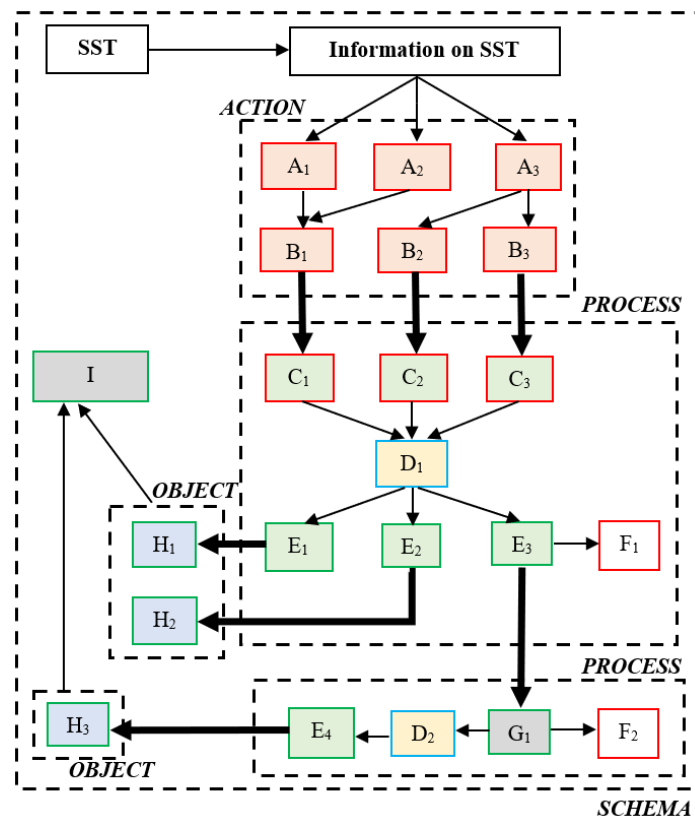 SST
Information on SST
ACTION
A₁
A₂
A₃
B₁
B₂
B₃
PROCESS
C₁
C₂
C₃
I
D₁
OBJECT
H₁
E₁
E₂
E₃
F₁
H₂
PROCESS
H₃
E₄
D₂
G₁
F₂
OBJECT
SCHEMA